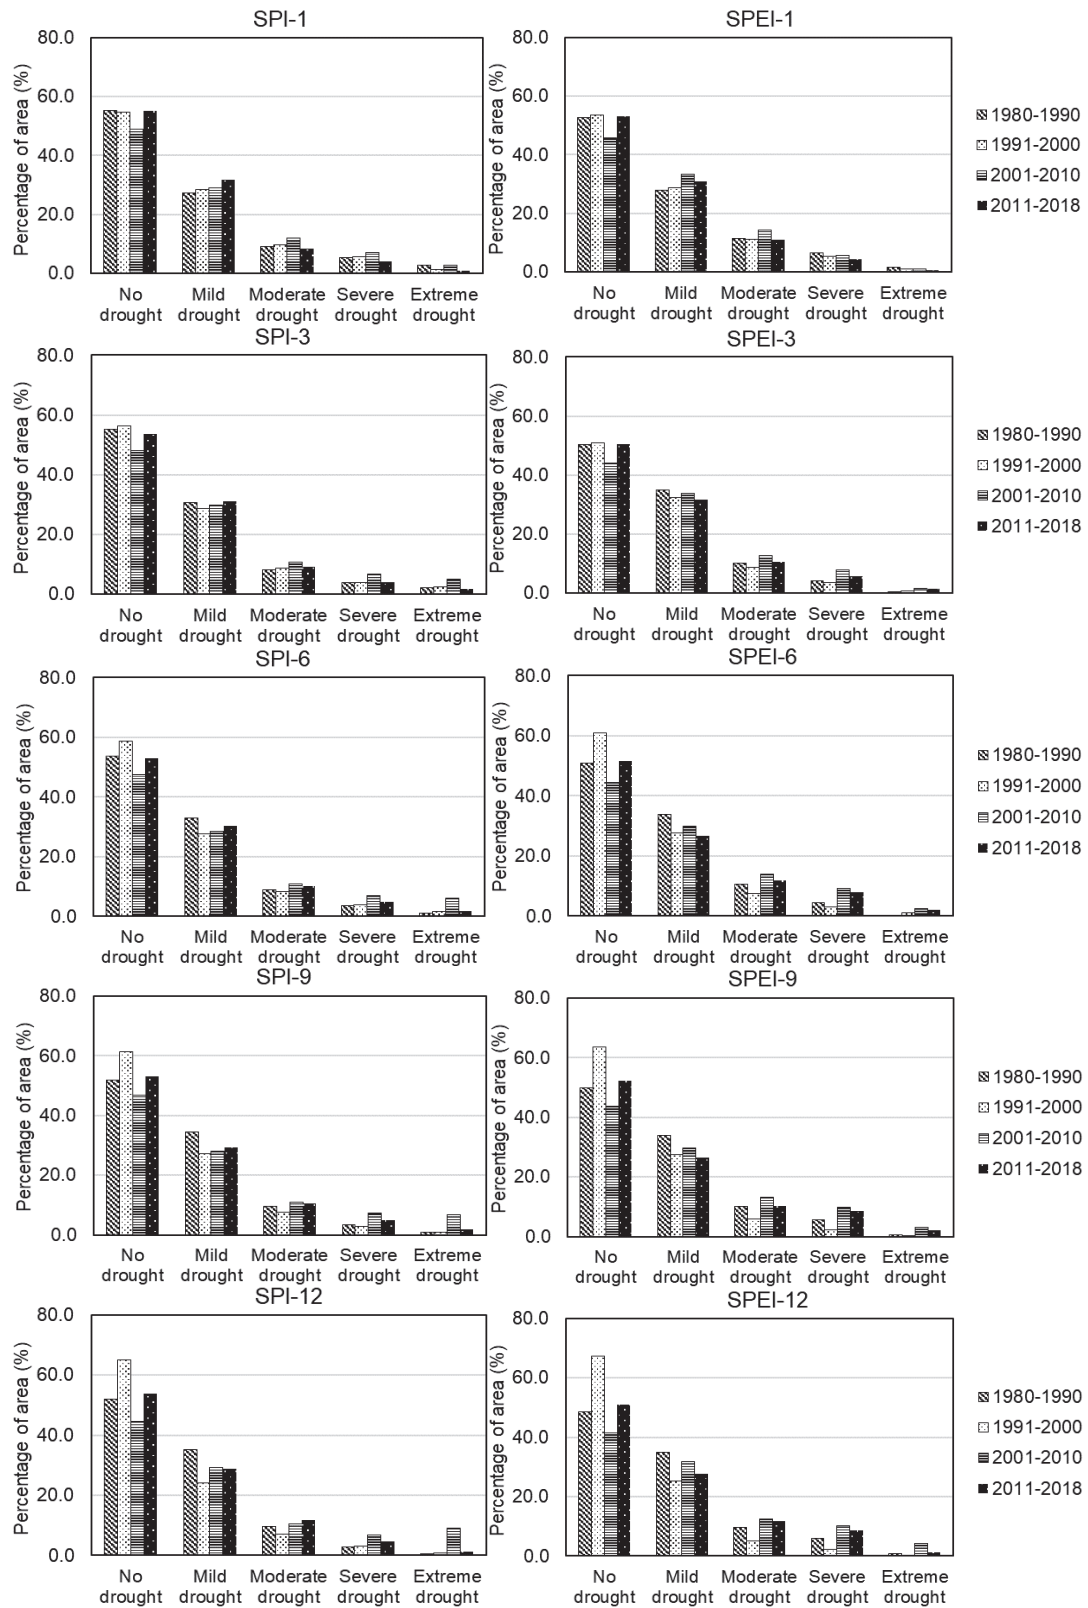 SPI-1
Percentage of area (%)
80.0
60.0
40.0
20.0
0.0
No drought
Mild drought
Moderate drought
Severe drought
Extreme drought
SPEI-1
Percentage of area (%)
80.0
60.0
40.0
20.0
0.0
No drought
Mild drought
Moderate drought
Severe drought
Extreme drought
1980-1990
1991-2000
2001-2010
2011-2018
SPI-3
Percentage of area (%)
80.0
60.0
40.0
20.0
0.0
No drought
Mild drought
Moderate drought
Severe drought
Extreme drought
SPEI-3
Percentage of area (%)
80.0
60.0
40.0
20.0
0.0
No drought
Mild drought
Moderate drought
Severe drought
Extreme drought
1980-1990
1991-2000
2001-2010
2011-2018
SPI-6
Percentage of area (%)
80.0
60.0
40.0
20.0
0.0
No drought
Mild drought
Moderate drought
Severe drought
Extreme drought
SPEI-6
Percentage of area (%)
80.0
60.0
40.0
20.0
0.0
No drought
Mild drought
Moderate drought
Severe drought
Extreme drought
1980-1990
1991-2000
2001-2010
2011-2018
SPI-9
Percentage of area (%)
80.0
60.0
40.0
20.0
0.0
No drought
Mild drought
Moderate drought
Severe drought
Extreme drought
SPEI-9
Percentage of area (%)
80.0
60.0
40.0
20.0
0.0
No drought
Mild drought
Moderate drought
Severe drought
Extreme drought
1980-1990
1991-2000
2001-2010
2011-2018
SPI-12
Percentage of area (%)
80.0
60.0
40.0
20.0
0.0
No drought
Mild drought
Moderate drought
Severe drought
Extreme drought
SPEI-12
Percentage of area (%)
80.0
60.0
40.0
20.0
0.0
No drought
Mild drought
Moderate drought
Severe drought
Extreme drought
1980-1990
1991-2000
2001-2010
2011-2018